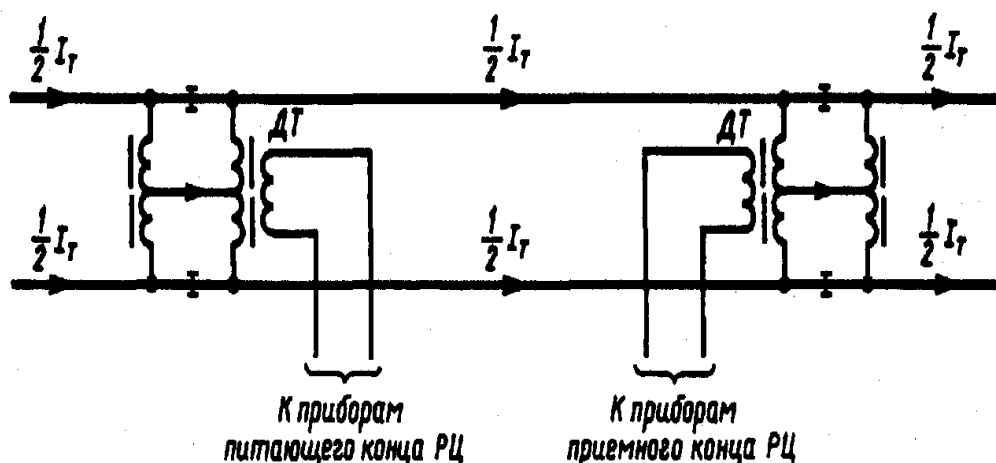 ½ Iт ½ Iт ½ Iт
ДТ ДТ
½ Iт ½ Iт ½ Iт
К приборам
питающего конца РЦ
К приборам
приемного конца РЦ